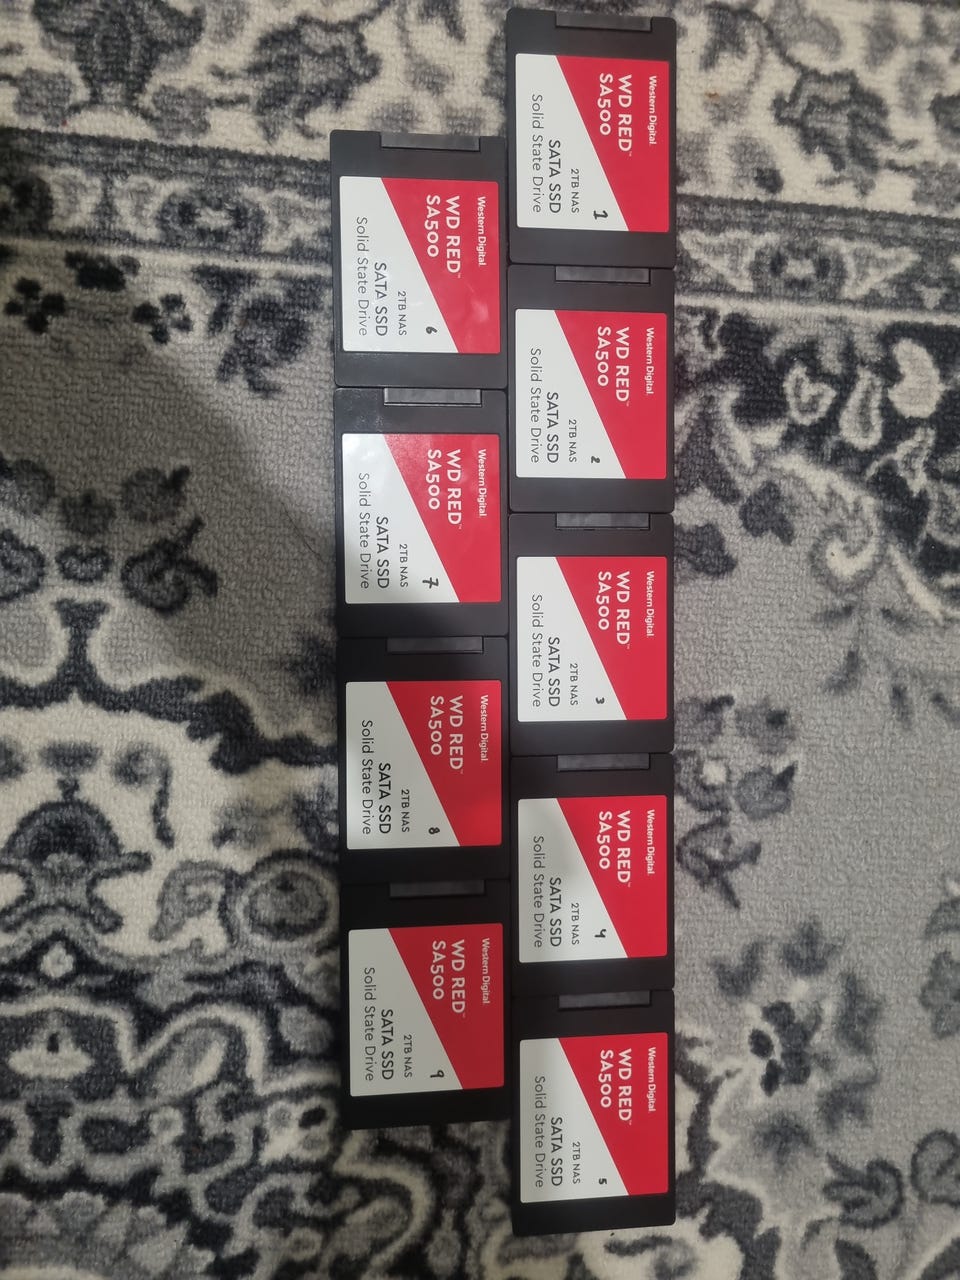 Western Digital.
WD RED™
SA500
1
2TB NAS
SATA SSD
Solid State Drive
Western Digital.
WD RED™
SA500
2
2TB NAS
SATA SSD
Solid State Drive
Western Digital.
WD RED™
SA500
3
2TB NAS
SATA SSD
Solid State Drive
Western Digital.
WD RED™
SA500
4
2TB NAS
SATA SSD
Solid State Drive
Western Digital.
WD RED™
SA500
5
2TB NAS
SATA SSD
Solid State Drive
Western Digital.
WD RED™
SA500
6
2TB NAS
SATA SSD
Solid State Drive
Western Digital.
WD RED™
SA500
7
2TB NAS
SATA SSD
Solid State Drive
Western Digital.
WD RED™
SA500
8
2TB NAS
SATA SSD
Solid State Drive
Western Digital.
WD RED™
SA500
9
2TB NAS
SATA SSD
Solid State Drive